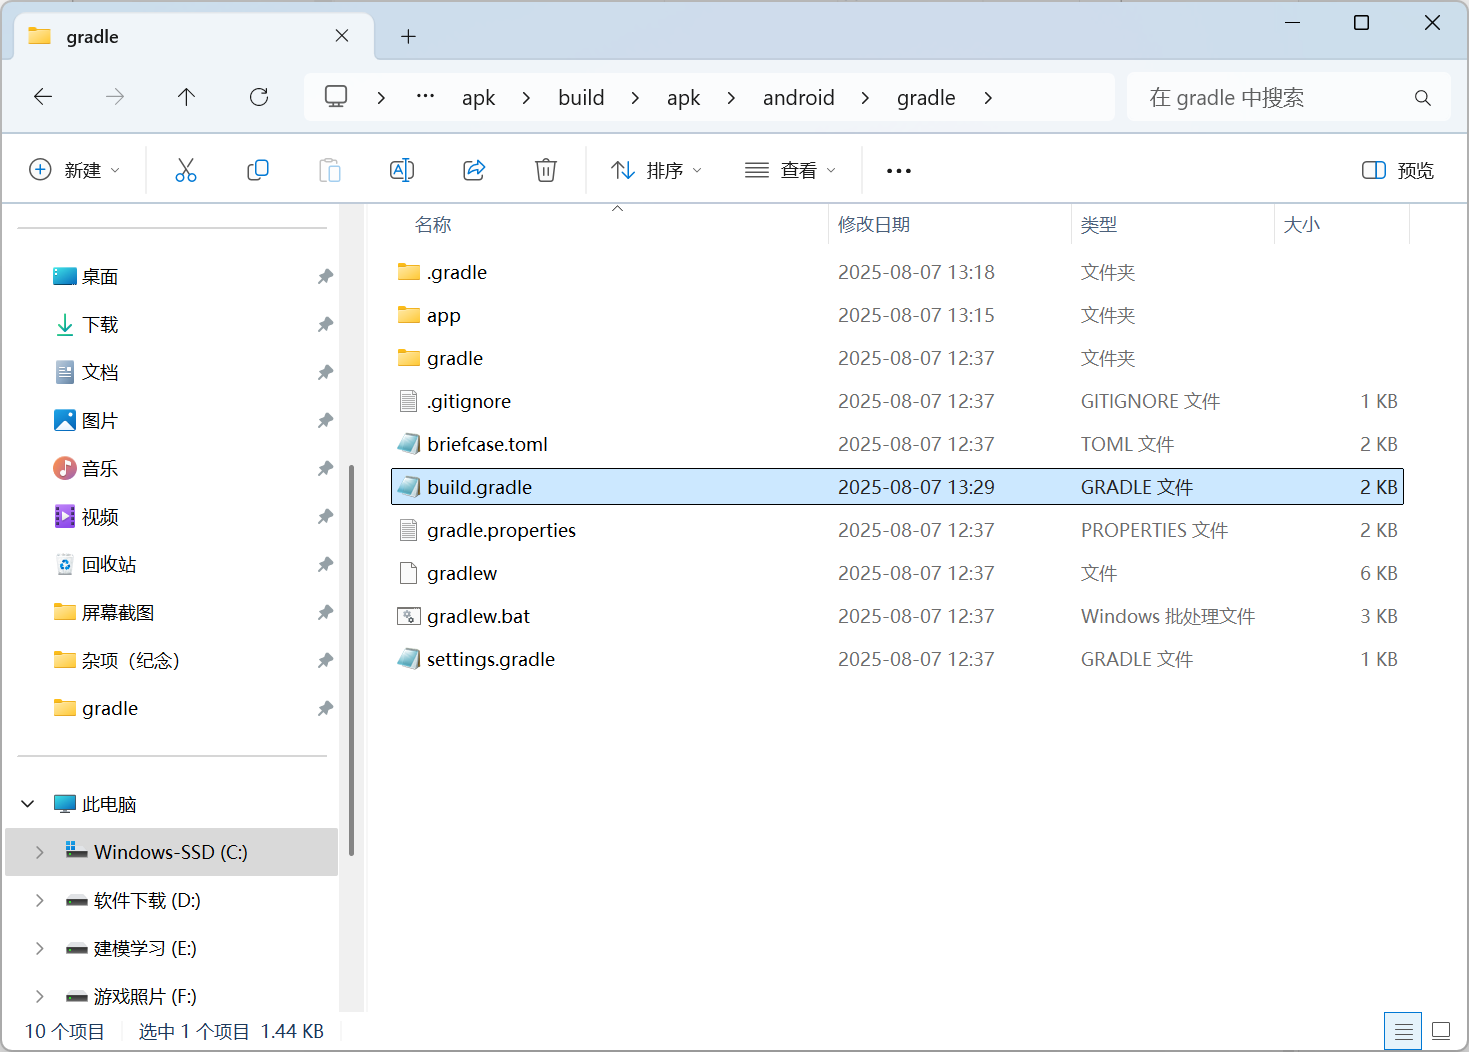 gradle
apk build apk android gradle
在 gradle 中搜索
新建 排序 查看 预览
名称 修改日期 类型 大小
桌面
下载
文档
图片
音乐
视频
回收站
屏幕截图
杂项（纪念）
gradle
此电脑
Windows-SSD (C:)
软件下载 (D:)
建模学习 (E:)
游戏照片 (F:)
.gradle 2025-08-07 13:18 文件夹
app 2025-08-07 13:15 文件夹
gradle 2025-08-07 12:37 文件夹
.gitignore 2025-08-07 12:37 GITIGNORE 文件 1 KB
briefcase.toml 2025-08-07 12:37 TOML 文件 2 KB
build.gradle 2025-08-07 13:29 GRADLE 文件 2 KB
gradle.properties 2025-08-07 12:37 PROPERTIES 文件 2 KB
gradlew 2025-08-07 12:37 文件 6 KB
gradlew.bat 2025-08-07 12:37 Windows 批处理文件 3 KB
settings.gradle 2025-08-07 12:37 GRADLE 文件 1 KB
10 个项目 选中 1 个项目 1.44 KB